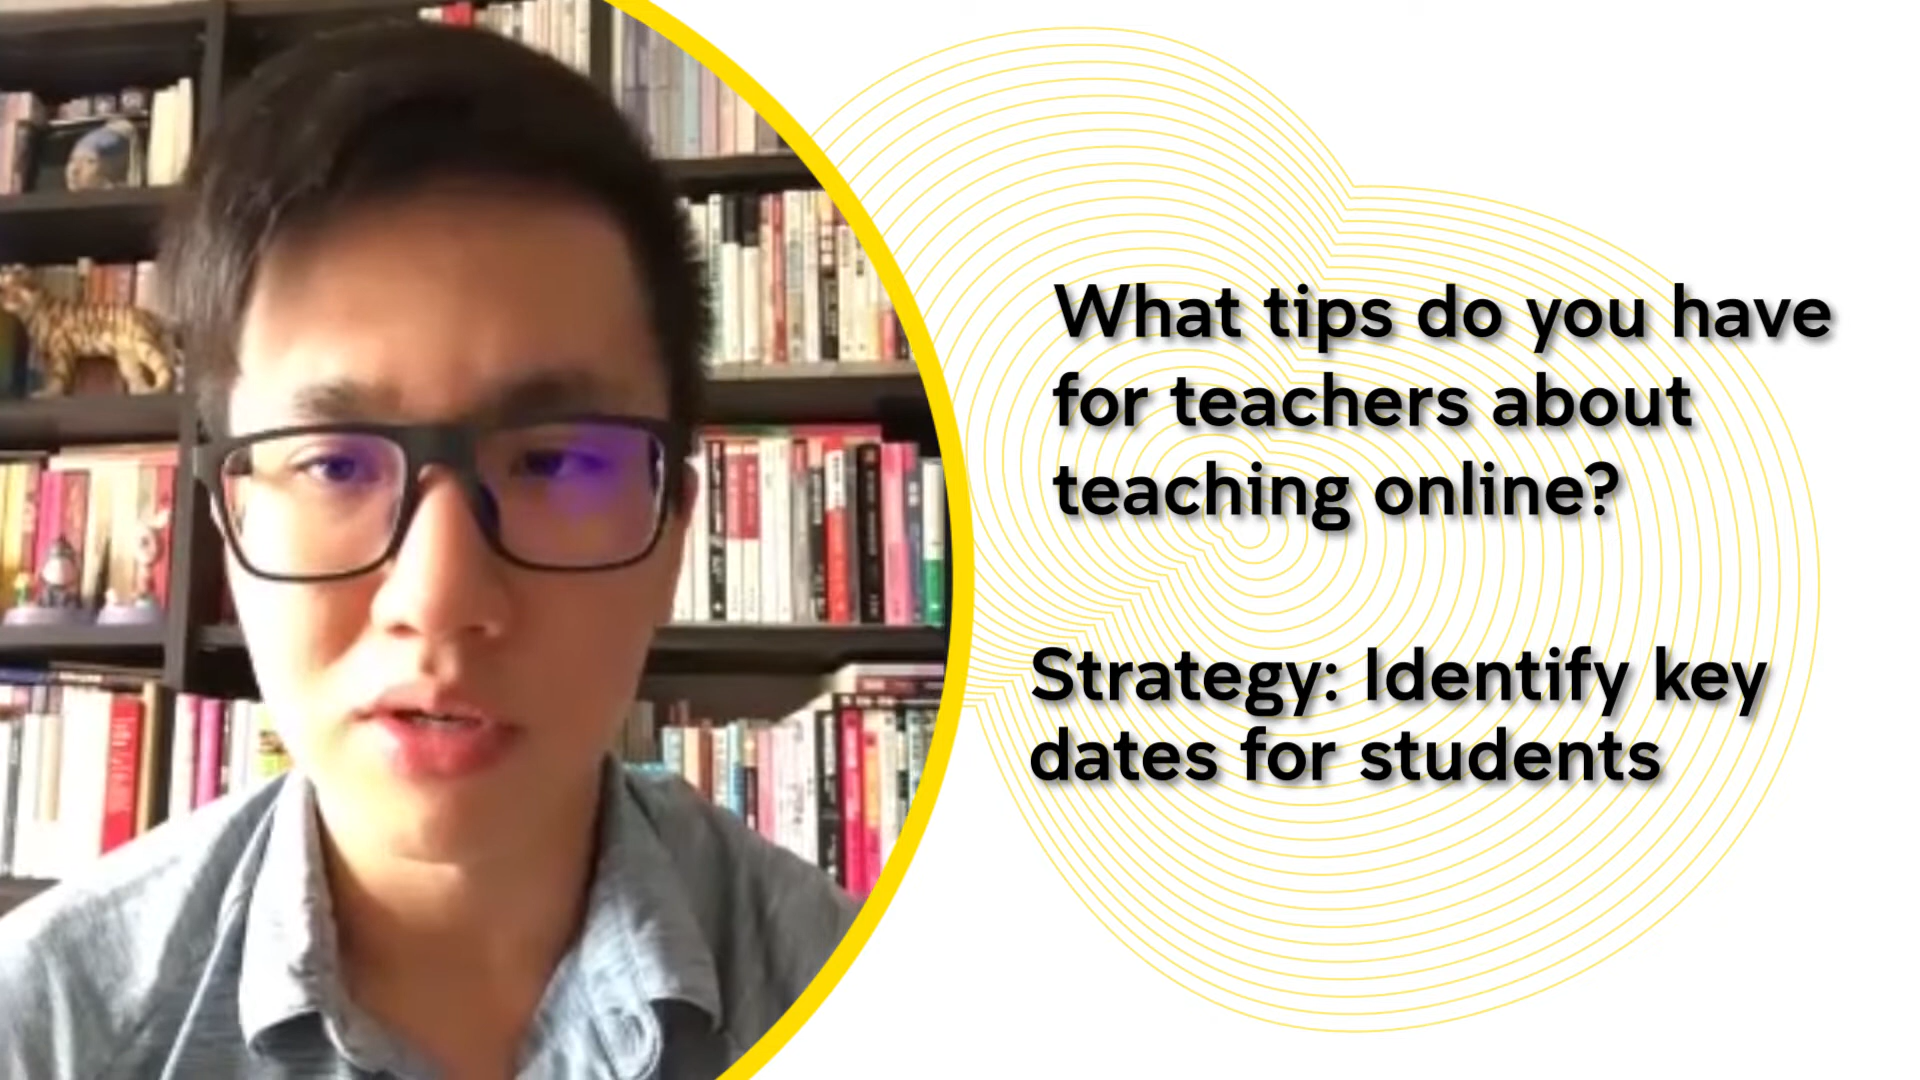 What tips do you have
for teachers about
teaching online?
Strategy: Identify key
dates for students